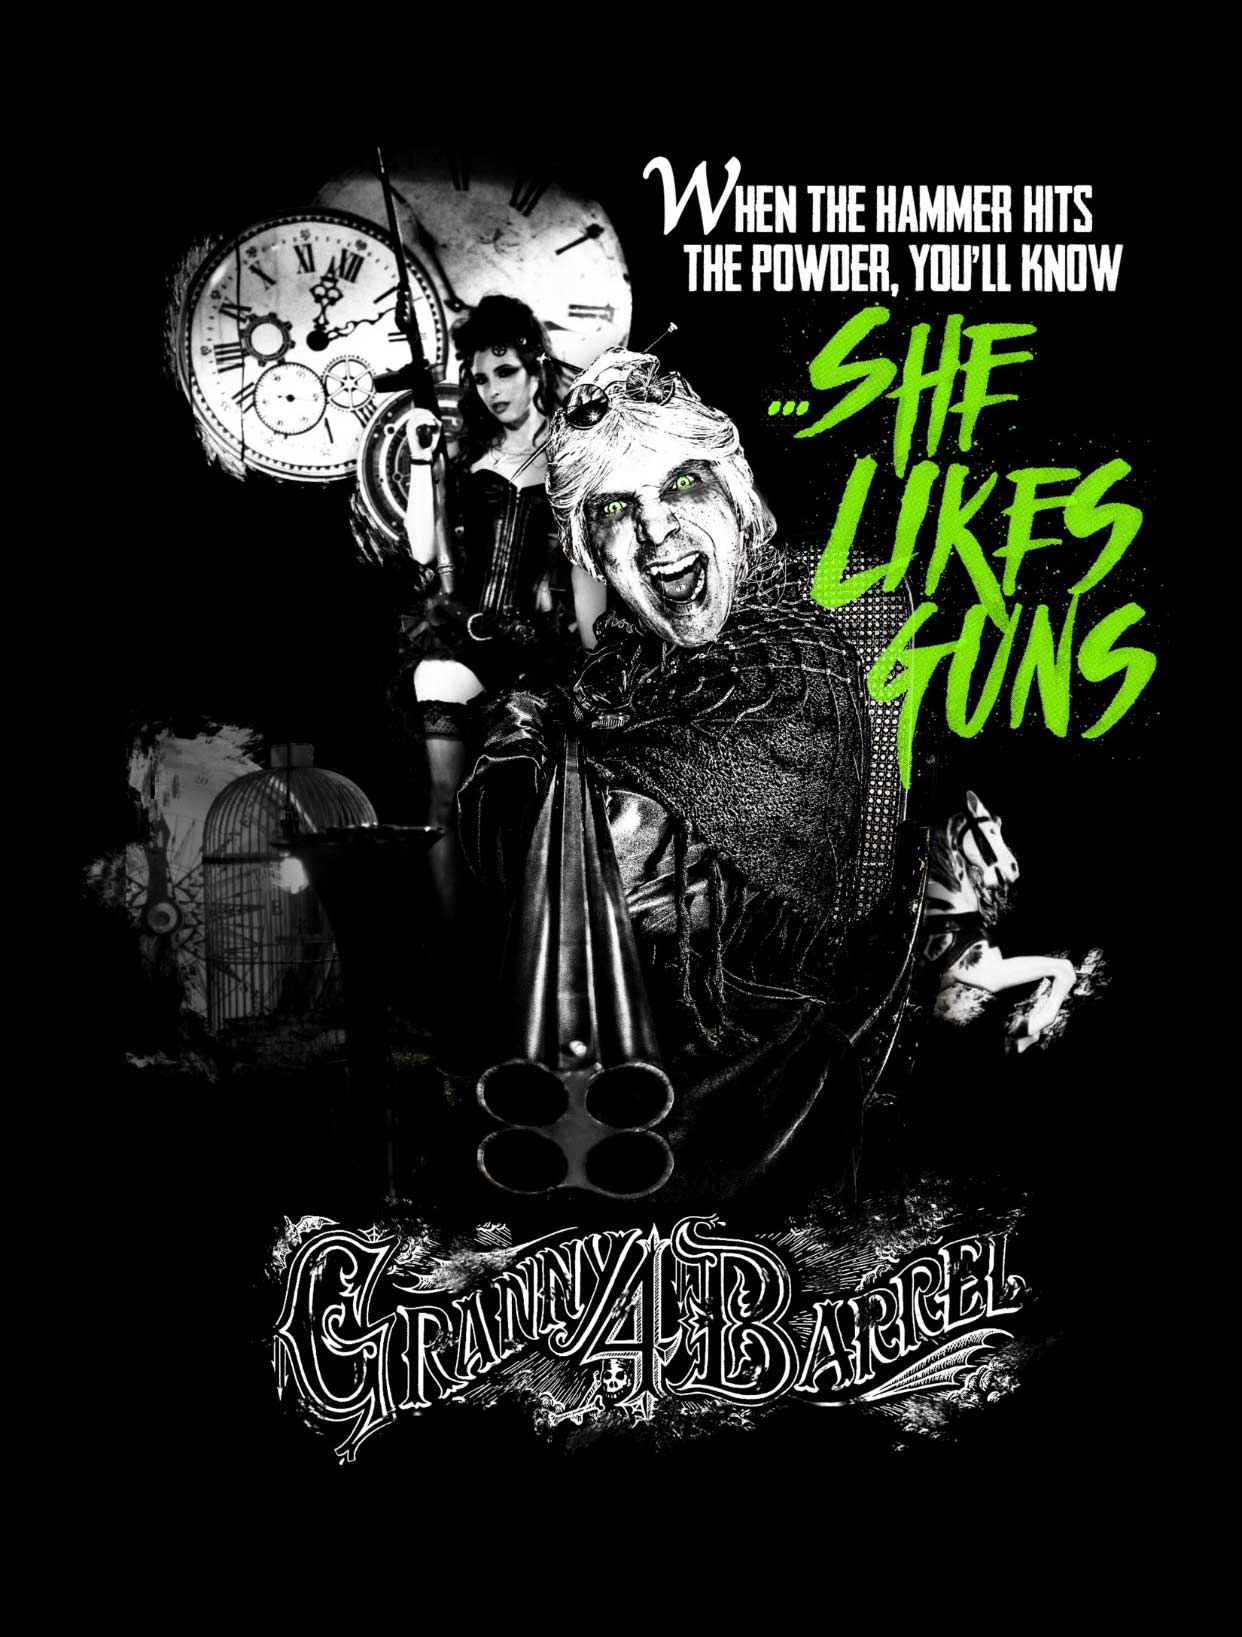 WHEN THE HAMMER HITS
THE POWDER, YOU'LL KNOW
...SHE
LIKES
GUNS
GRANNY 4 BARREL